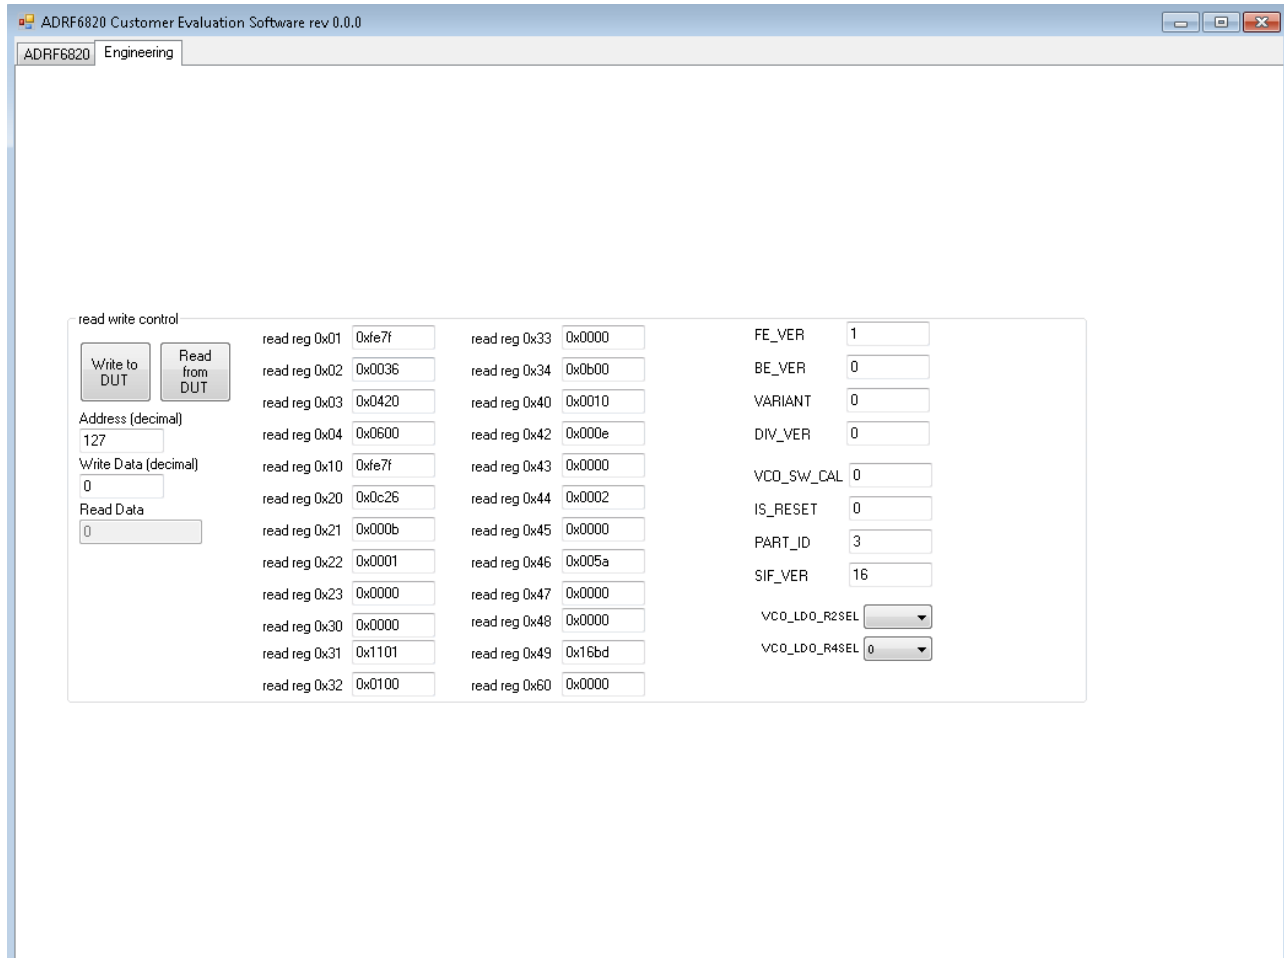 ADRF6820 Customer Evaluation Software rev 0.0.0
ADRF6820 Engineering
read write control
Write to
DUT
Read
from
DUT
Address (decimal)
127
Write Data (decimal)
0
Read Data
0
read reg 0x01 0xfe7f
read reg 0x02 0x0036
read reg 0x03 0x0420
read reg 0x04 0x0600
read reg 0x10 0xfe7f
read reg 0x20 0x0c26
read reg 0x21 0x000b
read reg 0x22 0x0001
read reg 0x23 0x0000
read reg 0x30 0x0000
read reg 0x31 0x1101
read reg 0x32 0x0100
read reg 0x33 0x0000
read reg 0x34 0x0b00
read reg 0x40 0x0010
read reg 0x42 0x000e
read reg 0x43 0x0000
read reg 0x44 0x0002
read reg 0x45 0x0000
read reg 0x46 0x005a
read reg 0x47 0x0000
read reg 0x48 0x0000
read reg 0x49 0x16bd
read reg 0x60 0x0000
FE_VER 1
BE_VER 0
VARIANT 0
DIV_VER 0
VCO_SW_CAL 0
IS_RESET 0
PART_ID 3
SIF_VER 16
VCO_LDO_R2SEL
VCO_LDO_R4SEL 0